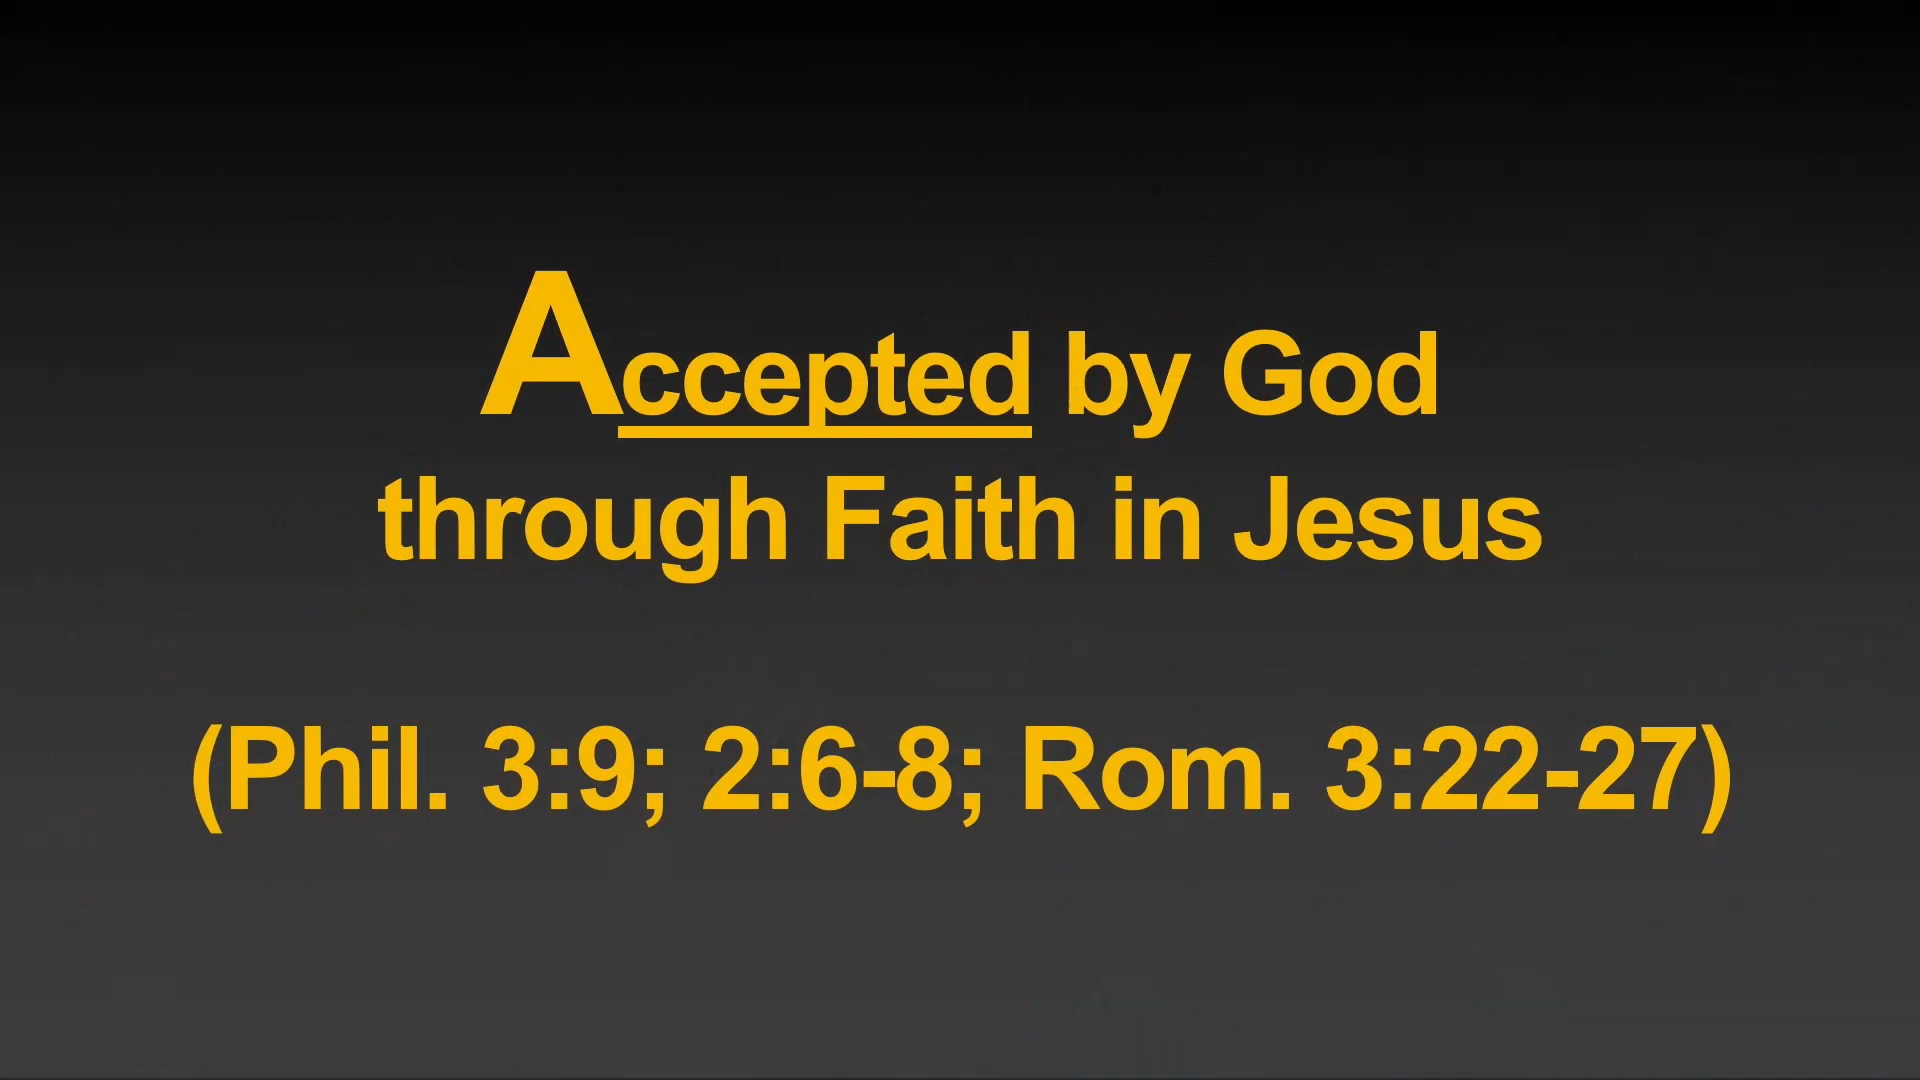 Accepted by God
through Faith in Jesus
(Phil. 3:9; 2:6-8; Rom. 3:22-27)